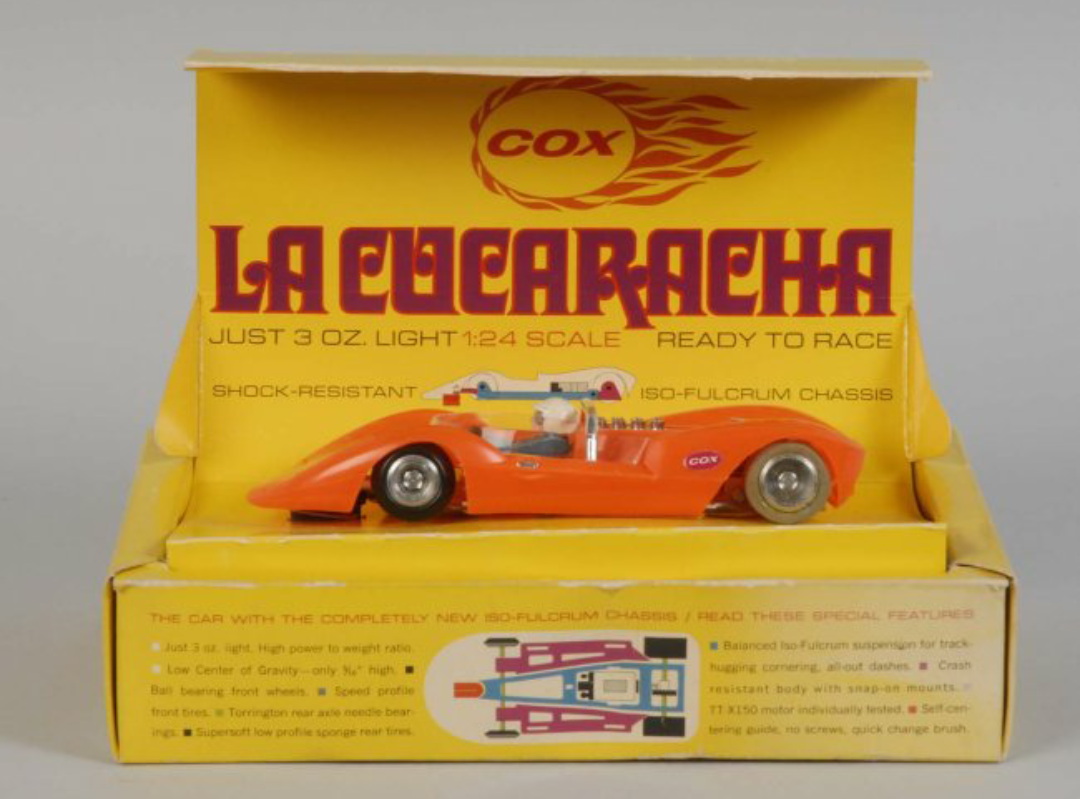 COX
LA CUCARACHA
JUST 3 OZ. LIGHT 1:24 SCALE READY TO RACE
SHOCK-RESISTANT ISO-FULCRUM CHASSIS
COX
THE CAR WITH THE COMPLETELY NEW ISO-FULCRUM CHASSIS / READ THESE SPECIAL FEATURES
Just 3 oz. light. High power to weight ratio.
Low Center of Gravity—only " high.
Ball bearing front wheels. Speed profile
front tires. Torrington rear axle needle bear-
ings. Supersoft low profile sponge rear tires.
Balanced Iso-Fulcrum suspension for track-
hugging cornering, all-out dashes. Crash
resistant body with snap-on mounts.
TT X150 motor individually tested. Self-cen-
tering guide, no screws, quick change brush.